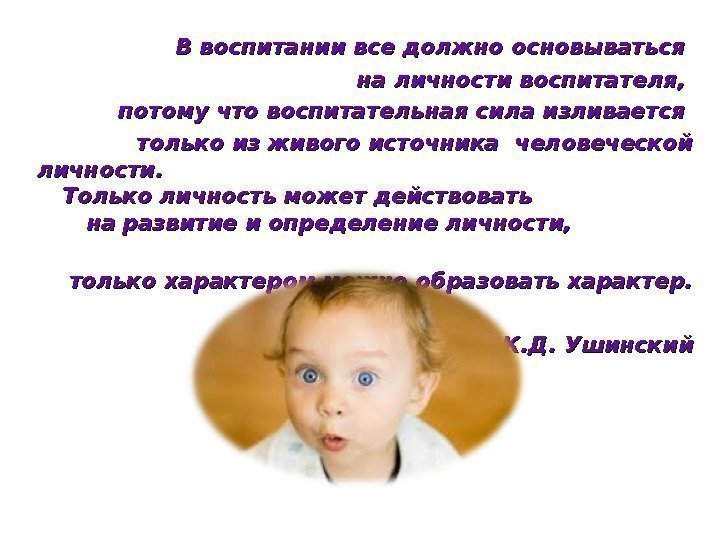 В воспитании все должно основываться
на личности воспитателя,
потому что воспитательная сила изливается
только из живого источника человеческой
личности.
Только личность может действовать
на развитие и определение личности,
только характером можно образовать характер.
К.Д. Ушинский